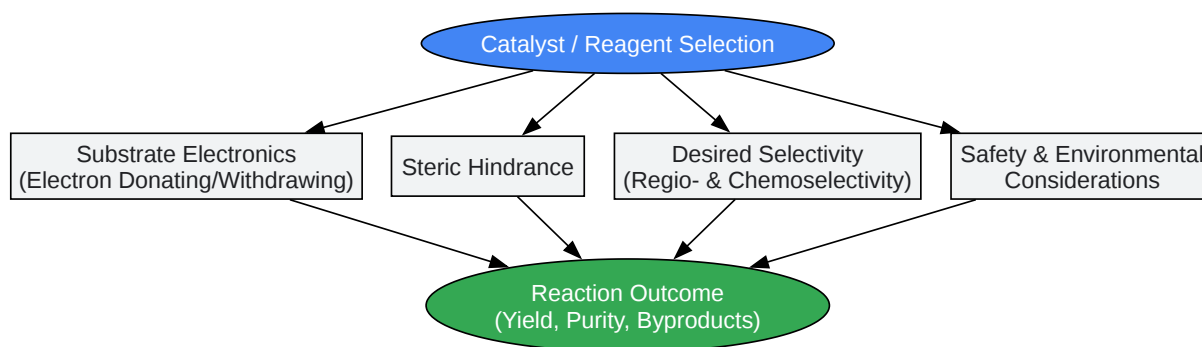 Catalyst / Reagent Selection
Substrate Electronics
(Electron Donating/Withdrawing)
Steric Hindrance
Desired Selectivity
(Regio- & Chemoselectivity)
Safety & Environmental
Considerations
Reaction Outcome
(Yield, Purity, Byproducts)